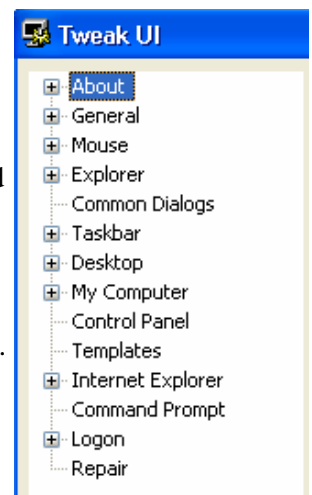 Tweak UI
About
General
Mouse
Explorer
Common Dialogs
Taskbar
Desktop
My Computer
Control Panel
Templates
Internet Explorer
Command Prompt
Logon
Repair